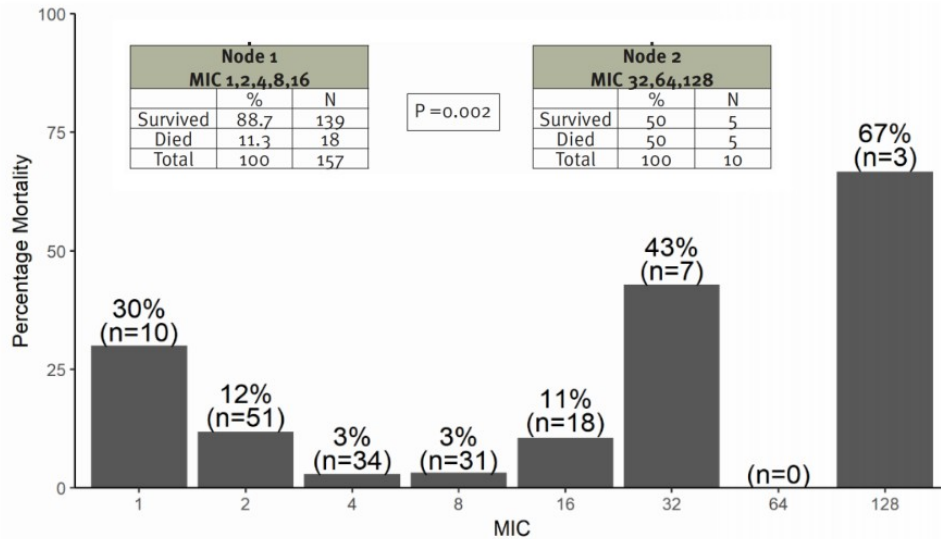 100
75
50
25
0
Percentage Mortality
Node 1
MIC 1,2,4,8,16
% N
Survived 88.7 139
Died 11.3 18
Total 100 157
P =0.002
Node 2
MIC 32,64,128
% N
Survived 50 5
Died 50 5
Total 100 10
30%
(n=10)
12%
(n=51)
3%
(n=34)
3%
(n=31)
11%
(n=18)
43%
(n=7)
(n=0)
67%
(n=3)
1 2 4 8 16 32 64 128
MIC